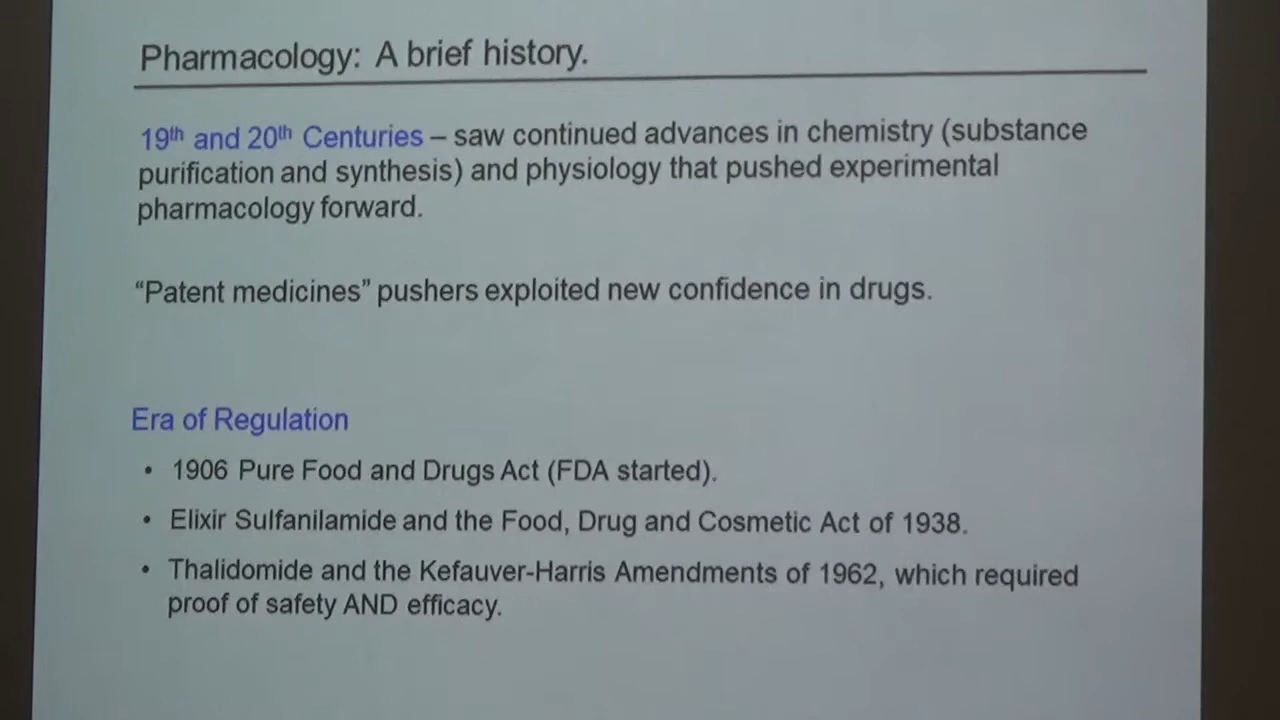 Pharmacology: A brief history.
19th and 20th Centuries – saw continued advances in chemistry (substance
purification and synthesis) and physiology that pushed experimental
pharmacology forward.
“Patent medicines” pushers exploited new confidence in drugs.
Era of Regulation
• 1906 Pure Food and Drugs Act (FDA started).
• Elixir Sulfanilamide and the Food, Drug and Cosmetic Act of 1938.
• Thalidomide and the Kefauver-Harris Amendments of 1962, which required
proof of safety AND efficacy.